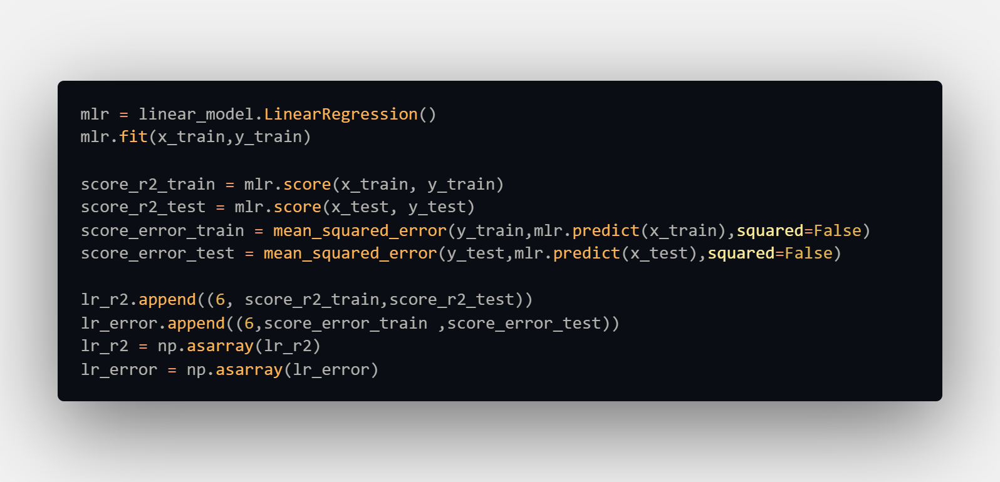 mlr = linear_model.LinearRegression()
mlr.fit(x_train,y_train)
score_r2_train = mlr.score(x_train, y_train)
score_r2_test = mlr.score(x_test, y_test)
score_error_train = mean_squared_error(y_train,mlr.predict(x_train),squared=False)
score_error_test = mean_squared_error(y_test,mlr.predict(x_test),squared=False)
lr_r2.append((6, score_r2_train,score_r2_test))
lr_error.append((6,score_error_train ,score_error_test))
lr_r2 = np.asarray(lr_r2)
lr_error = np.asarray(lr_error)